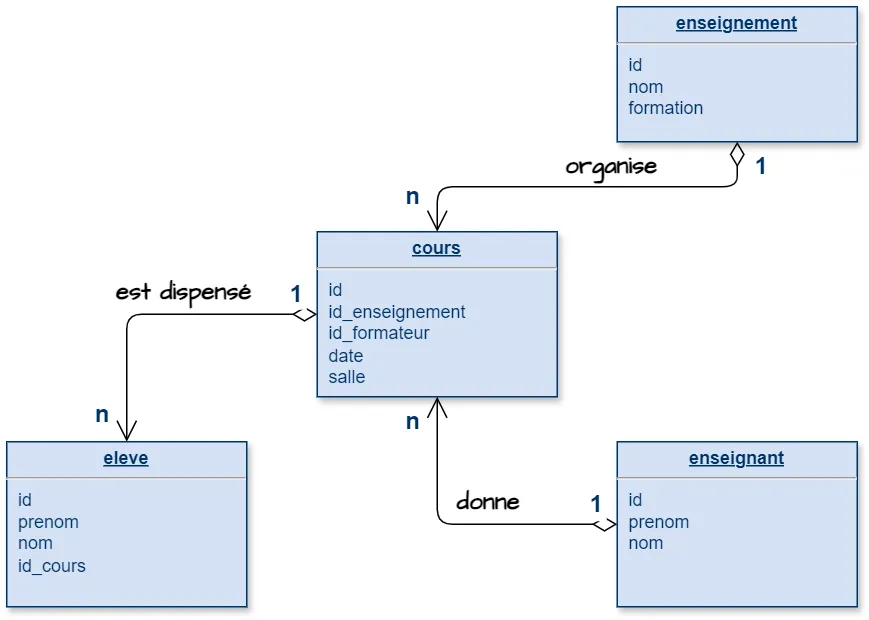 enseignement
id
nom
formation
organise
1
n
cours
id
id_enseignement
id_formateur
date
salle
est dispensé
1
n
eleve
id
prenom
nom
id_cours
n
donne
1
enseignant
id
prenom
nom